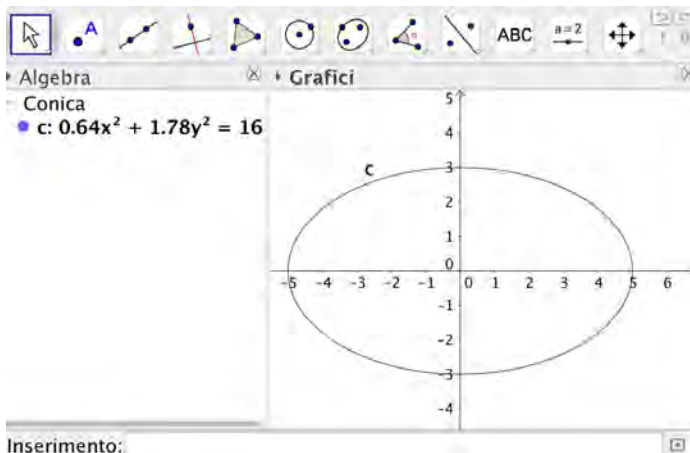 A
ABC
a=2
Algebra
Grafici
Conica
c: 0.64x² + 1.78y² = 16
c
5
4
3
2
1
0
-1
-2
-3
-4
-5 -4 -3 -2 -1 0 1 2 3 4 5 6
Inserimento: